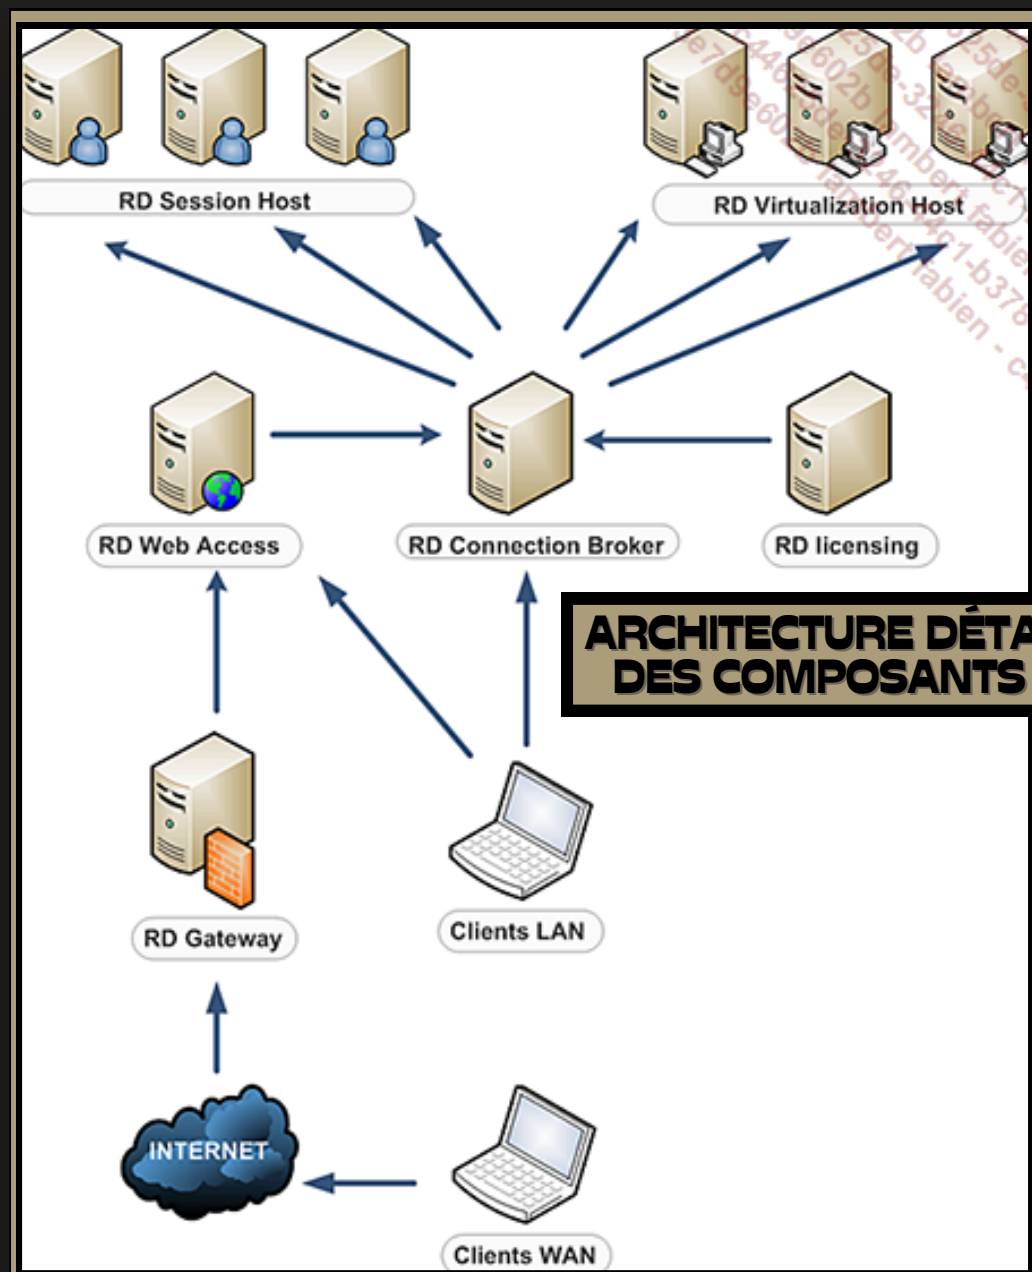 RD Session Host
RD Virtualization Host
RD Web Access
RD Connection Broker
RD licensing
ARCHITECTURE
DES COMPOSANTS
RD Gateway
Clients LAN
INTERNET
Clients WAN